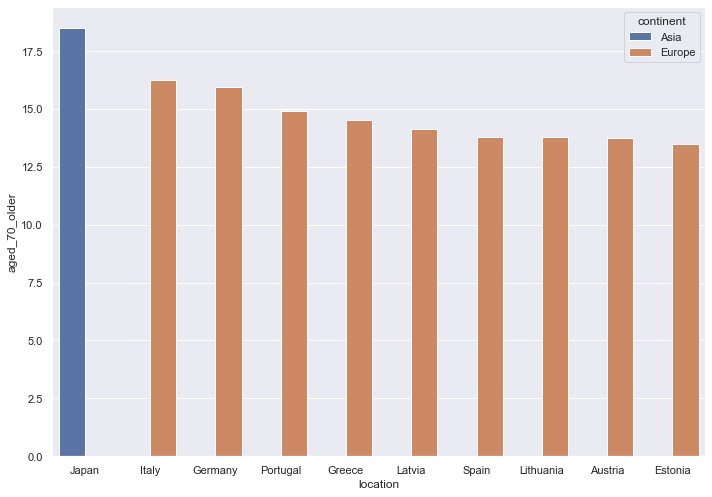 continent
Asia
Europe
17.5
15.0
12.5
10.0
7.5
5.0
2.5
0.0
aged_70_older
Japan Italy Germany Portugal Greece Latvia Spain Lithuania Austria Estonia
location